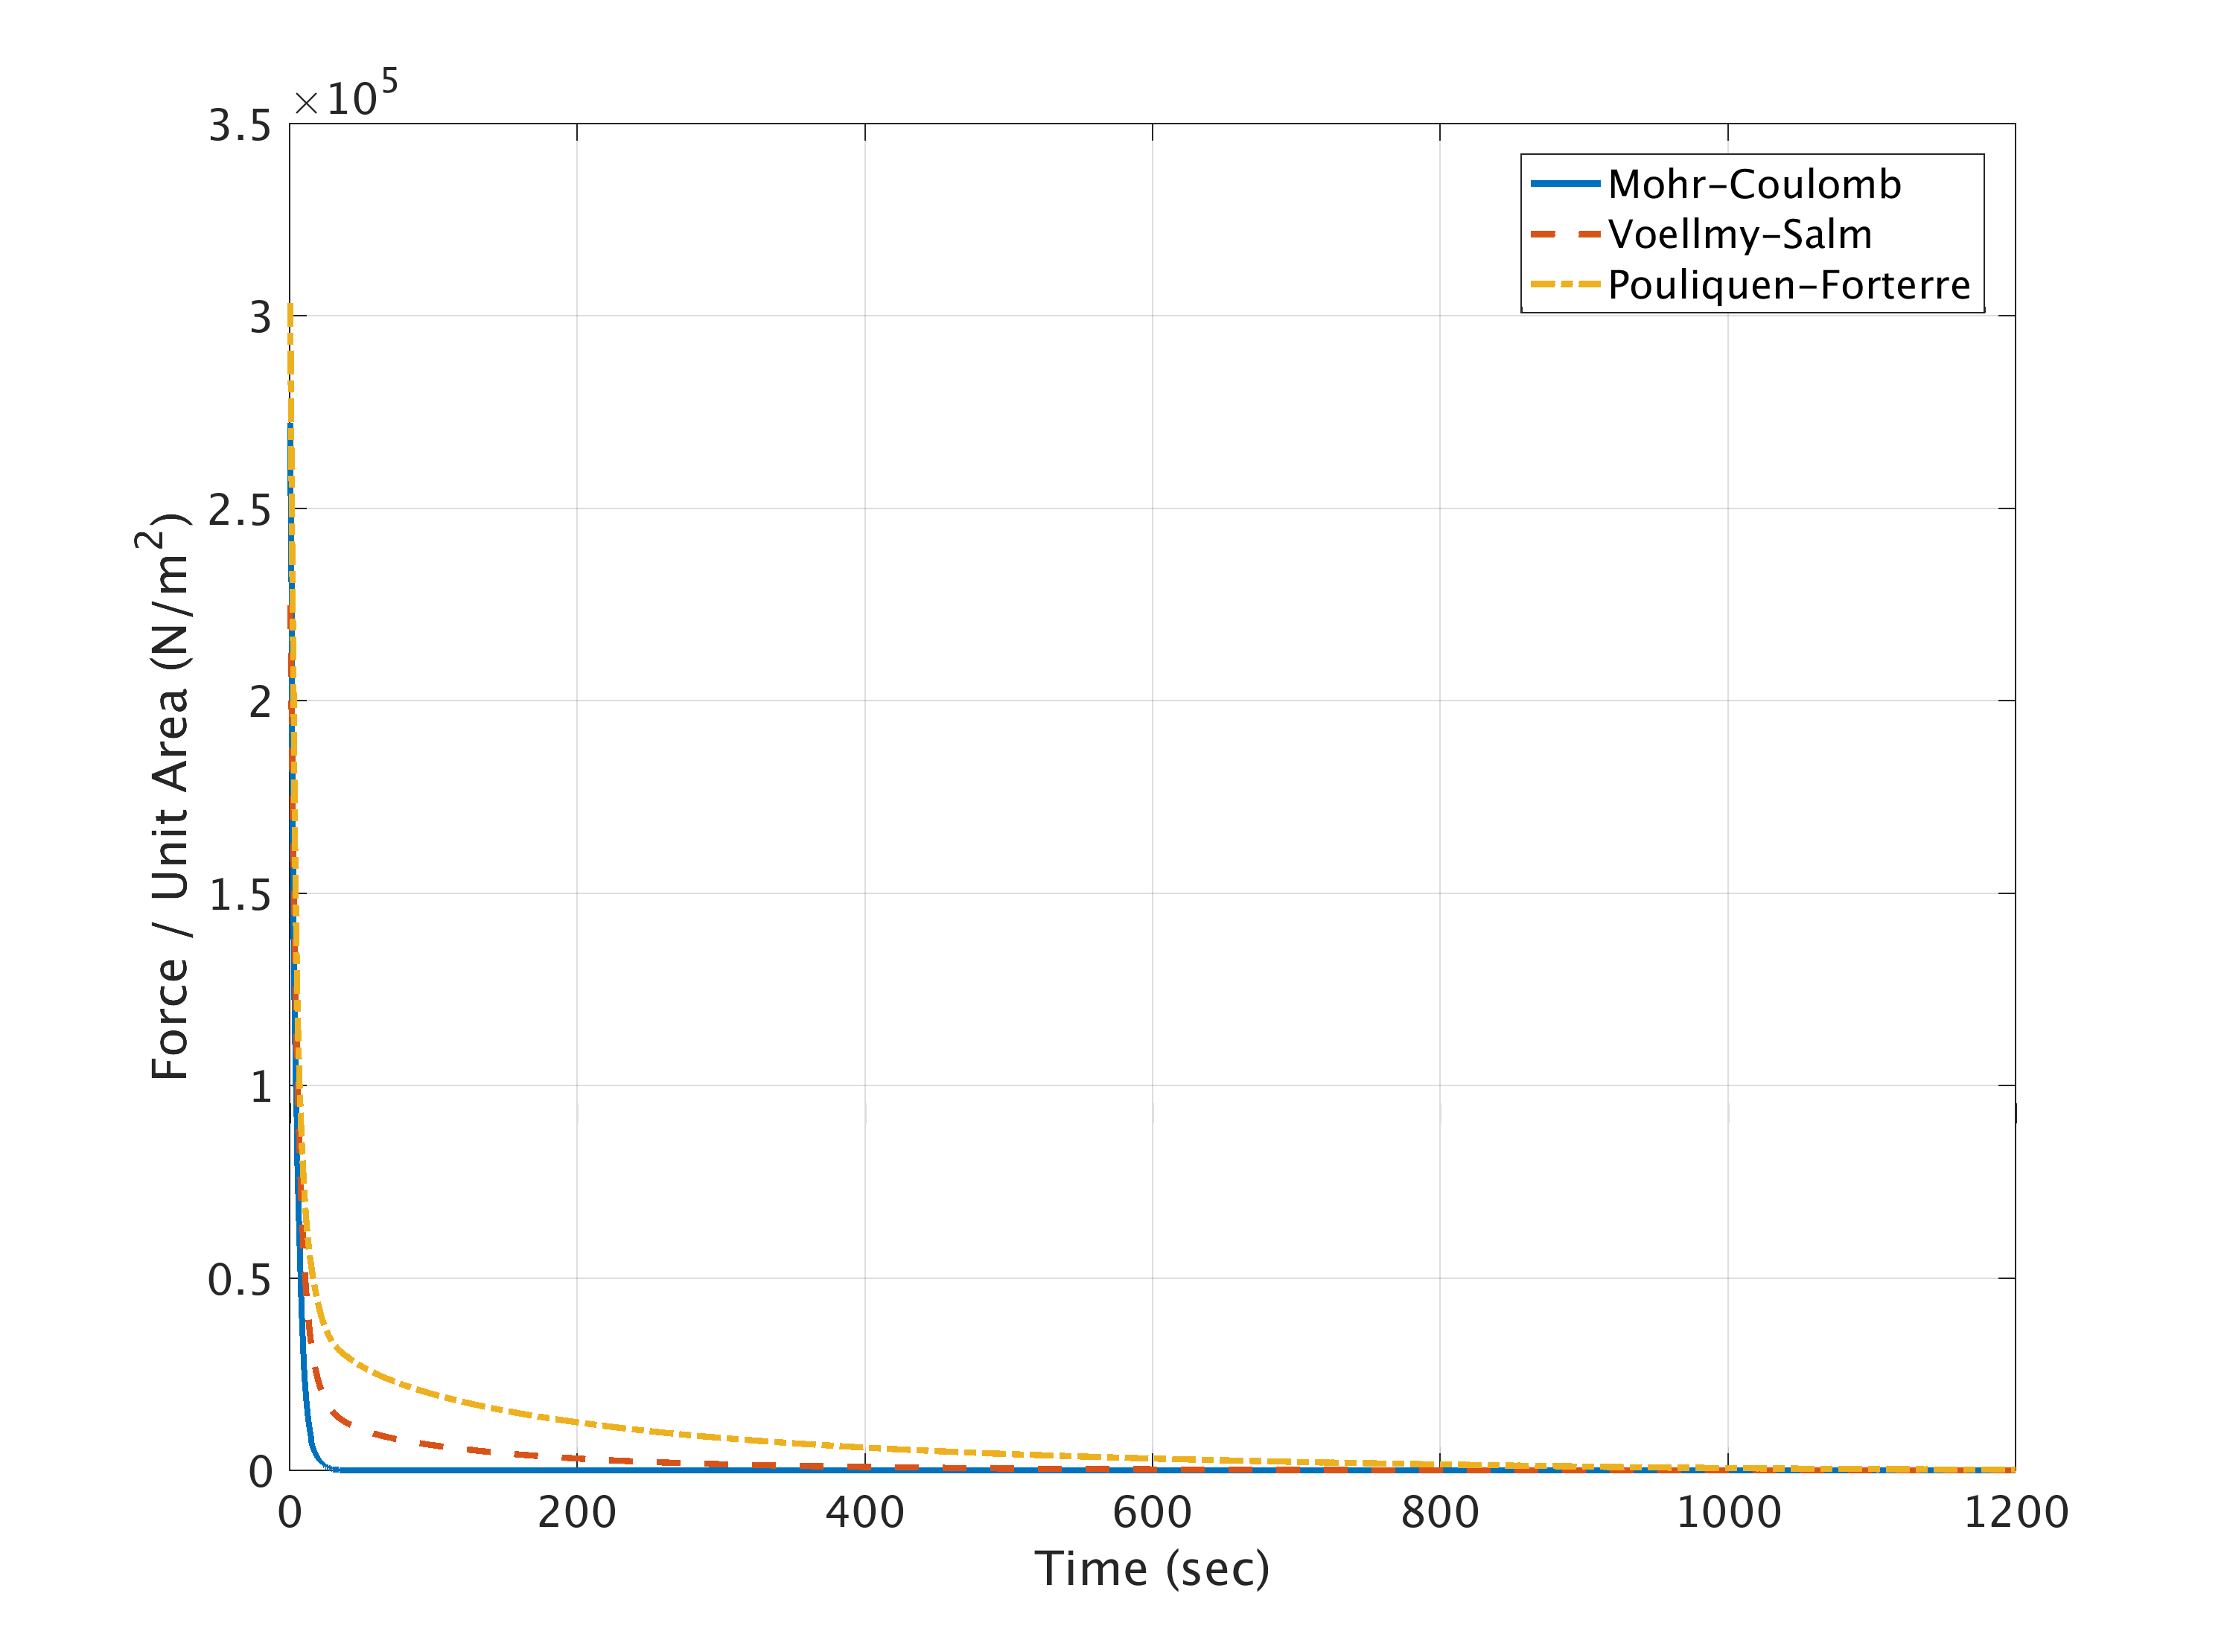 ×10^5
3.5
3
2.5
2
1.5
1
0.5
0
0 200 400 600 800 1000 1200
Time (sec)
Force / Unit Area (N/m^2)
Mohr-Coulomb
Voellmy-Salm
Pouliquen-Forterre